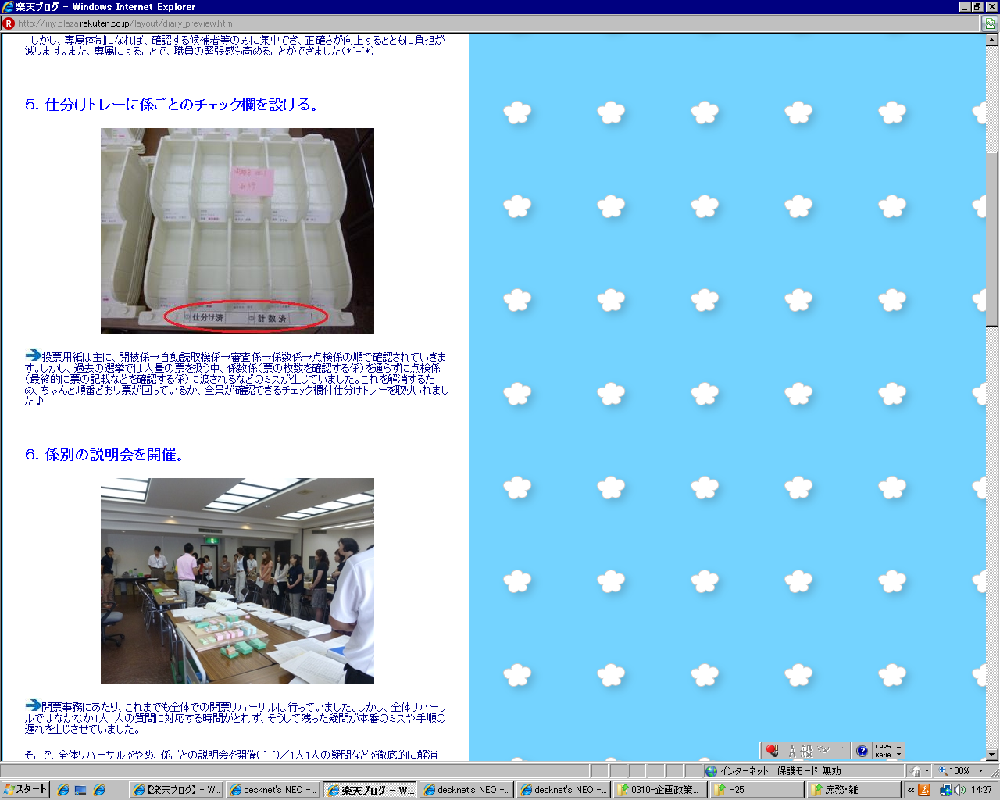 楽天ブログ - Windows Internet Explorer
http://my.plaza.rakuten.co.jp/layout/diary_preview.html
しかし、専属体制になれば、確認する候補者等のみに集中でき、正確さが向上するとともに負担が
減ります。また、専属にすることで、職員の緊張感も高めることができました(*^-^*)
5. 仕分けトレーに係ごとのチェック欄を設ける。
仕分け済
計数済
投票用紙は主に、開被係→自動読取機係→審査係→係数係→点検係の順で確認されていきま
す。しかし、過去の選挙では大量の票を扱う中、係数係(票の枚数を確認する係)を通らずに点検係
(最終的に票の記載などを確認する係)に渡されるなどのミスが生じていました。これを解消するた
め、ちゃんと順番どおり票が回っているか、全員が確認できるチェック欄付仕分けトレーを取りいれまし
た♪
6. 係別の説明会を開催。
開票事務にあたり、これまでも全体での開票リハーサルは行っていました。しかし、全体リハーサ
ルではなかなか1人1人の質問に対応する時間がとれず、そうして残った疑問が本番のミスや手順の
遅れを生じさせていました。
そこで、全体リハーサルをやめ、係ごとの説明会を開催( ^-^)／1人1人の疑問などを徹底的に解消
A 般
CAPS
KANA
インターネット | 保護モード: 無効
100%
スタート
【楽天ブログ】 - W...
desknet's NEO -...
楽天ブログ - W...
desknet's NEO -...
desknet's NEO -...
0310-企画政策...
H25
庶務・雑
14:27